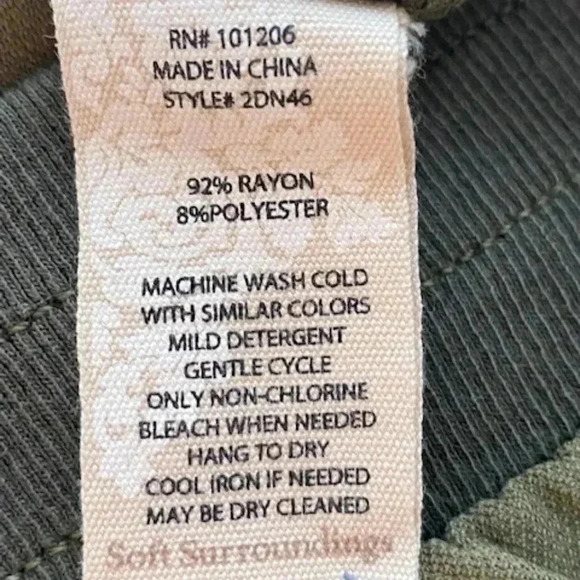 RN# 101206
MADE IN CHINA
STYLE# 2DN46
92% RAYON
8%POLYESTER
MACHINE WASH COLD
WITH SIMILAR COLORS
MILD DETERGENT
GENTLE CYCLE
ONLY NON-CHLORINE
BLEACH WHEN NEEDED
HANG TO DRY
COOL IRON IF NEEDED
MAY BE DRY CLEANED
Soft Surroundings